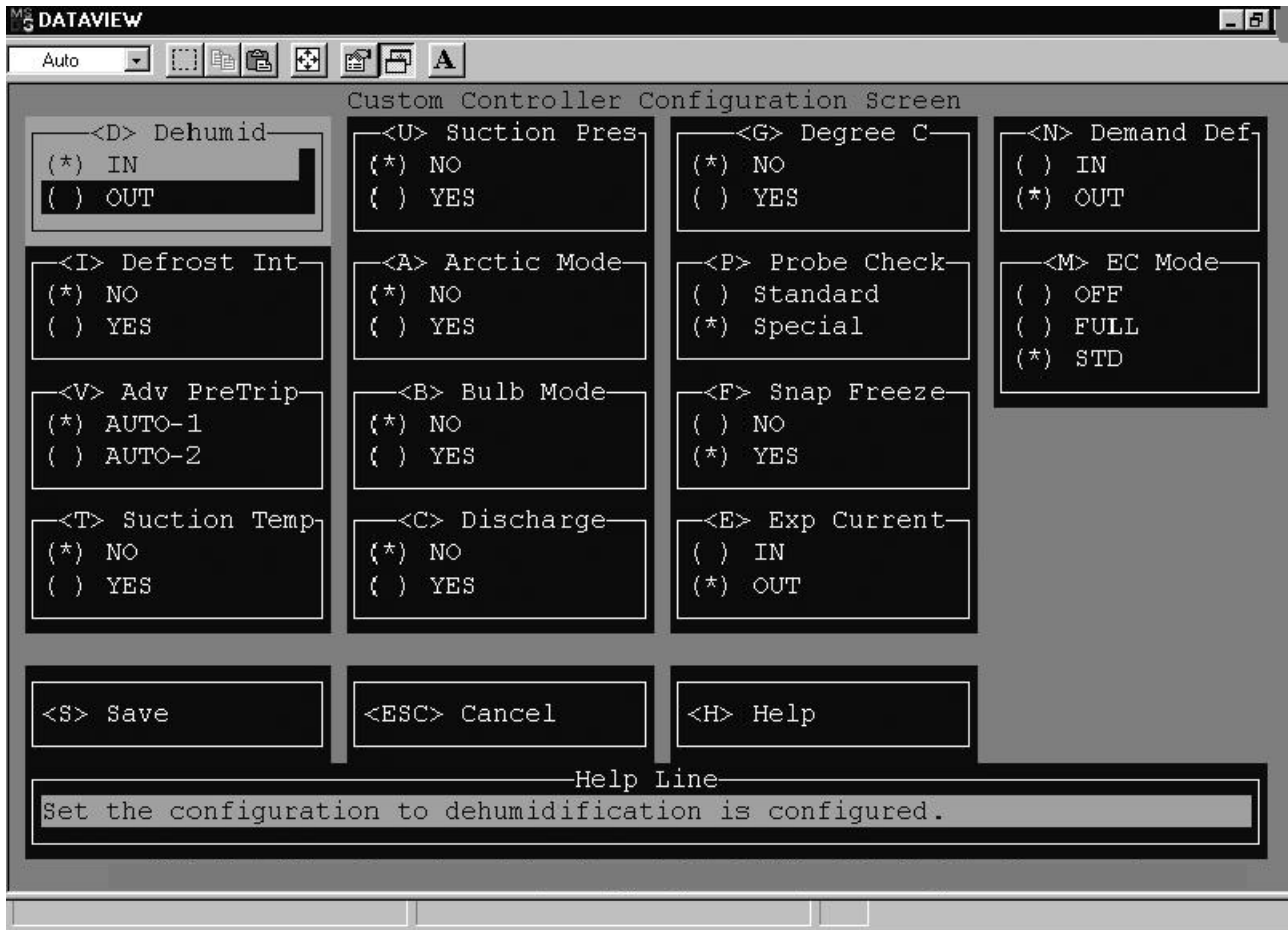 MS DOS DATAVIEW
Auto
A
Custom Controller Configuration Screen
<D> Dehumid
(*) IN
( ) OUT
<U> Suction Pres
(*) NO
( ) YES
<G> Degree C
(*) NO
( ) YES
<N> Demand Def
( ) IN
(*) OUT
<I> Defrost Int
(*) NO
( ) YES
<A> Arctic Mode
(*) NO
( ) YES
<P> Probe Check
( ) Standard
(*) Special
<M> EC Mode
( ) OFF
( ) FULL
(*) STD
<V> Adv PreTrip
(*) AUTO-1
( ) AUTO-2
<B> Bulb Mode
(*) NO
( ) YES
<F> Snap Freeze
( ) NO
(*) YES
<T> Suction Temp
(*) NO
( ) YES
<C> Discharge
(*) NO
( ) YES
<E> Exp Current
( ) IN
(*) OUT
<S> Save
<ESC> Cancel
<H> Help
Help Line
Set the configuration to dehumidification is configured.